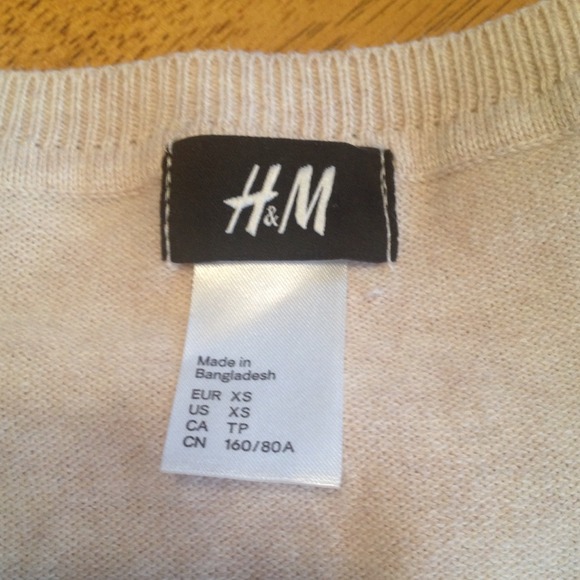 H&M
Made in
Bangladesh
EUR XS
US XS
CA TP
CN 160/80A